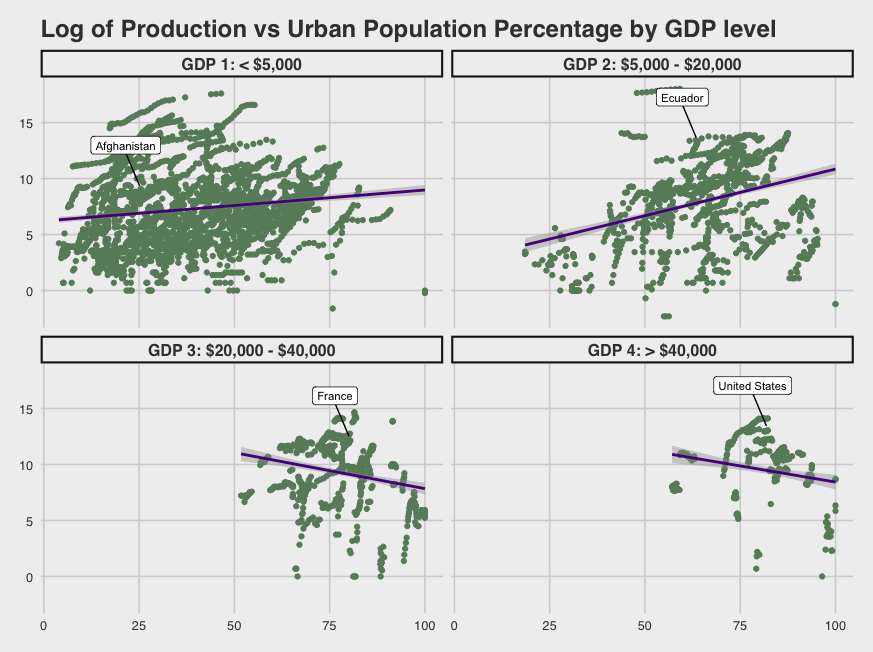 Log of Production vs Urban Population Percentage by GDP level
GDP 1: < $5,000
GDP 2: $5,000 - $20,000
15
10
5
0
Afghanistan
Ecuador
GDP 3: $20,000 - $40,000
GDP 4: > $40,000
15
10
5
0
France
United States
0 25 50 75 100
0 25 50 75 100